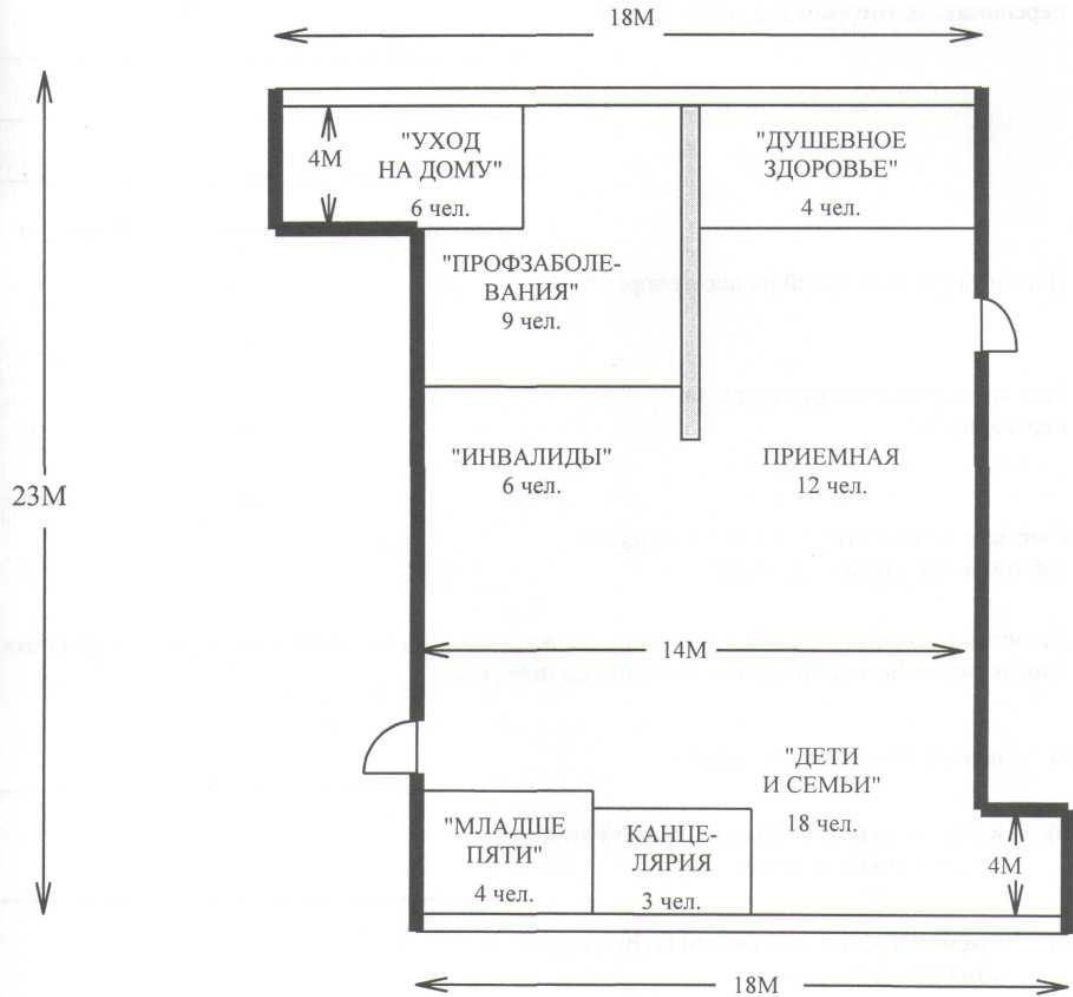 18М
"УХОД
НА ДОМУ"
6 чел.
4М
"ДУШЕВНОЕ
ЗДОРОВЬЕ"
4 чел.
"ПРОФЗАБОЛЕ-
ВАНИЯ"
9 чел.
"ИНВАЛИДЫ"
6 чел.
ПРИЕМНАЯ
12 чел.
23М
14М
"ДЕТИ
И СЕМЬИ"
18 чел.
"МЛАДШЕ
ПЯТИ"
4 чел.
КАНЦЕ-
ЛЯРИЯ
3 чел.
4М
18М